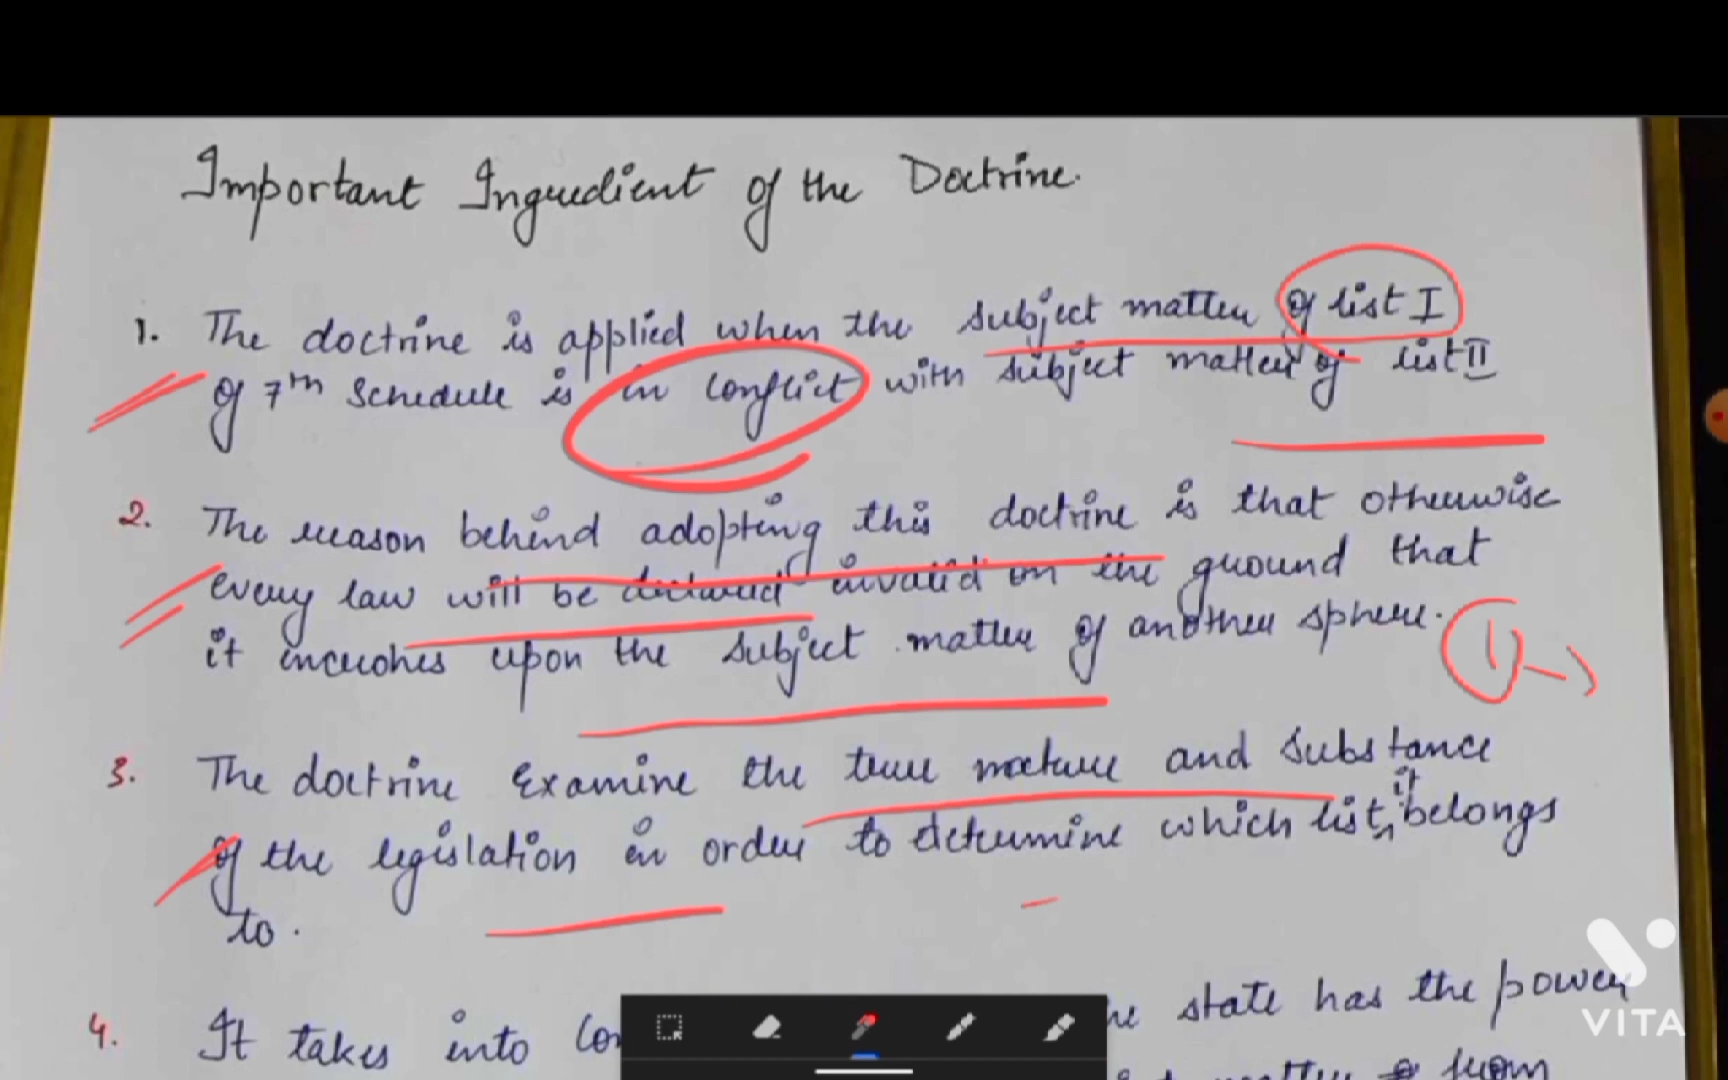 Important Ingredient of the Doctrine.
1. The doctrine is applied when the subject matter of list I
of 7th Schedule is in conflict with subject matter of list II
2. The reason behind adopting this doctrine is that otherwise
every law will be declared invalid on the ground that
it encrohes upon the subject matter of another sphere.
1
3. The doctrine Examine the true nature and substance
of the legislation in order to determine which list it belongs
to.
4. It takes into
state has the power
from
VITA